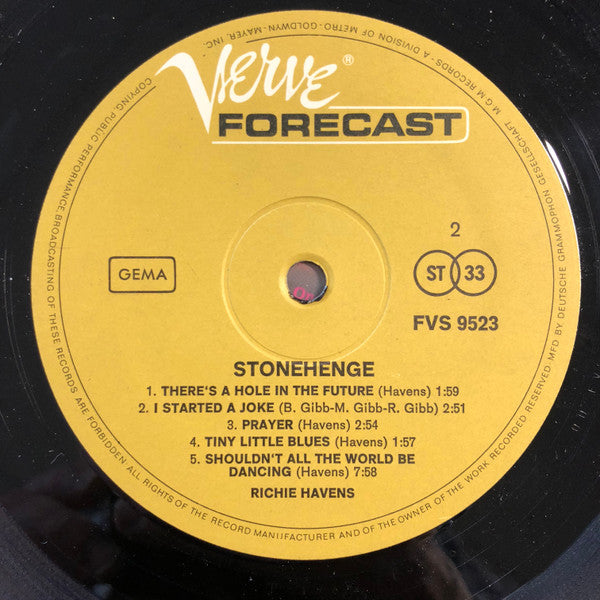 Verve®
FORECAST
2
GEMA
ST 33
FVS 9523
STONEHENGE
1. THERE'S A HOLE IN THE FUTURE (Havens) 1:59
2. I STARTED A JOKE (B. Gibb-M. Gibb-R. Gibb) 2:51
3. PRAYER (Havens) 2:54
4. TINY LITTLE BLUES (Havens) 1:57
5. SHOULDN'T ALL THE WORLD BE
DANCING (Havens) 7:58
RICHIE HAVENS
M·G·M RECORDS - A DIVISION OF METRO - GOLDWYN - MAYER, INC.
COPYING, PUBLIC PERFORMANCE, BROADCASTING OF THESE RECORDS ARE FORBIDDEN ALL RIGHTS OF THE RECORD MANUFACTURER AND OF THE OWNER OF THE WORK RECORDED RESERVED. MFD BY DEUTSCHE GRAMMOPHON GESELLSCHAFT